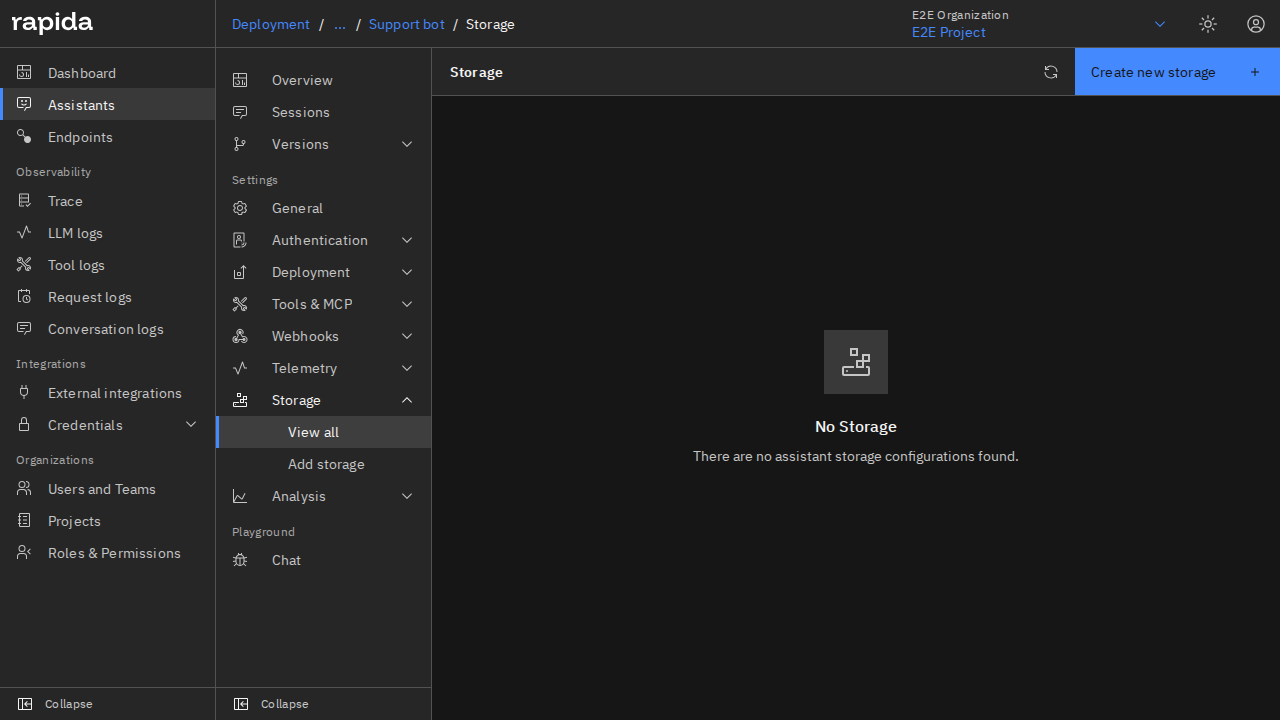 rapida
Deployment / ... / Support bot / Storage
E2E Organization
E2E Project
Dashboard
Assistants
Endpoints
Observability
Trace
LLM logs
Tool logs
Request logs
Conversation logs
Integrations
External integrations
Credentials
Organizations
Users and Teams
Projects
Roles & Permissions
Collapse
Overview
Sessions
Versions
Settings
General
Authentication
Deployment
Tools & MCP
Webhooks
Telemetry
Storage
View all
Add storage
Analysis
Playground
Chat
Collapse
Storage
Create new storage +
No Storage
There are no assistant storage configurations found.